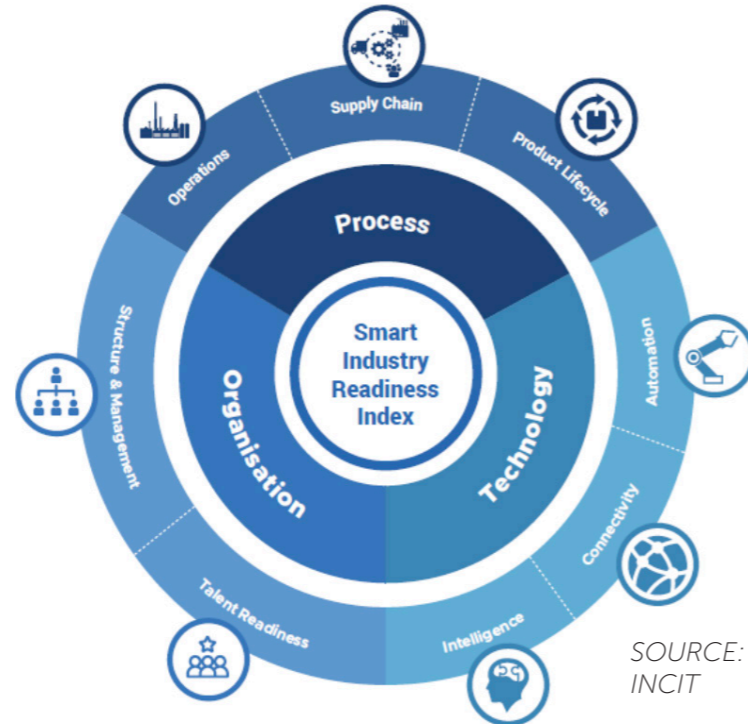 Supply Chain
Operations
Product Lifecycle
Process
Structure & Management
Smart
Industry
Readiness
Index
Automation
Organisation
Technology
Connectivity
Talent Readiness
Intelligence
SOURCE:
INCIT